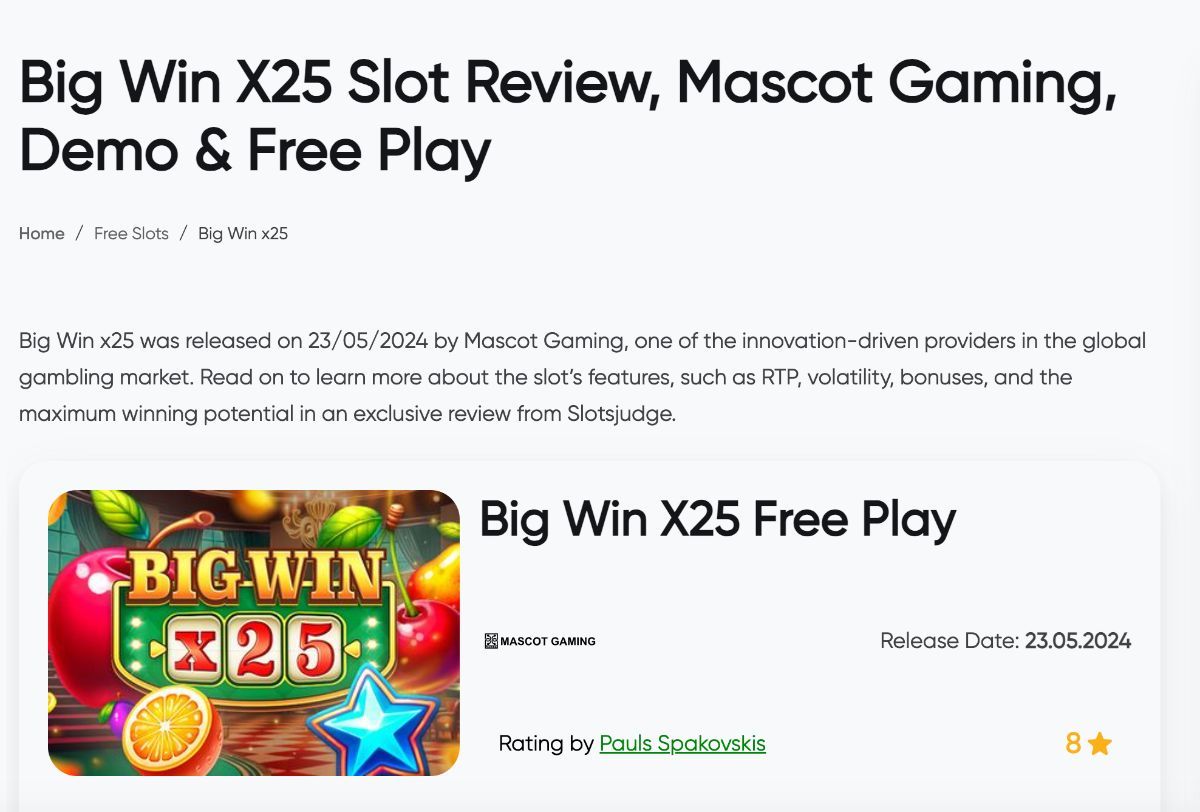 Big Win X25 Slot Review, Mascot Gaming,
Demo & Free Play
Home / Free Slots / Big Win x25
Big Win x25 was released on 23/05/2024 by Mascot Gaming, one of the innovation-driven providers in the global
gambling market. Read on to learn more about the slot’s features, such as RTP, volatility, bonuses, and the
maximum winning potential in an exclusive review from Slotsjudge.
BIG WIN
x25
Big Win X25 Free Play
MASCOT GAMING
Release Date: 23.05.2024
Rating by Pauls Spakovskis
8